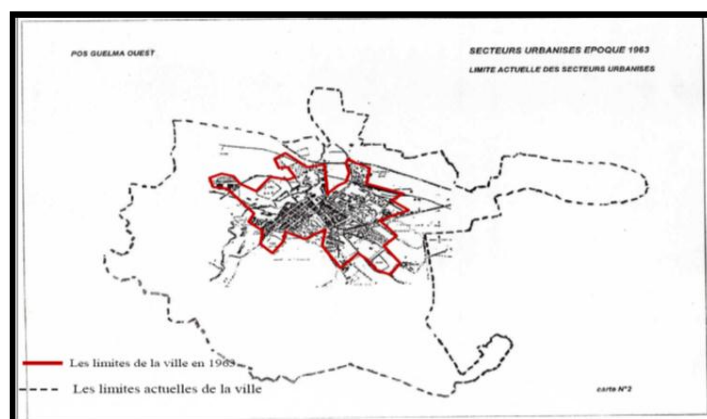 POS GUELMA OUEST
SECTEURS URBANISES EPOQUE 1963
LIMITE ACTUELLE DES SECTEURS URBANISES
Les limites de la ville en 1963
Les limites actuelles de la ville
carte N°2